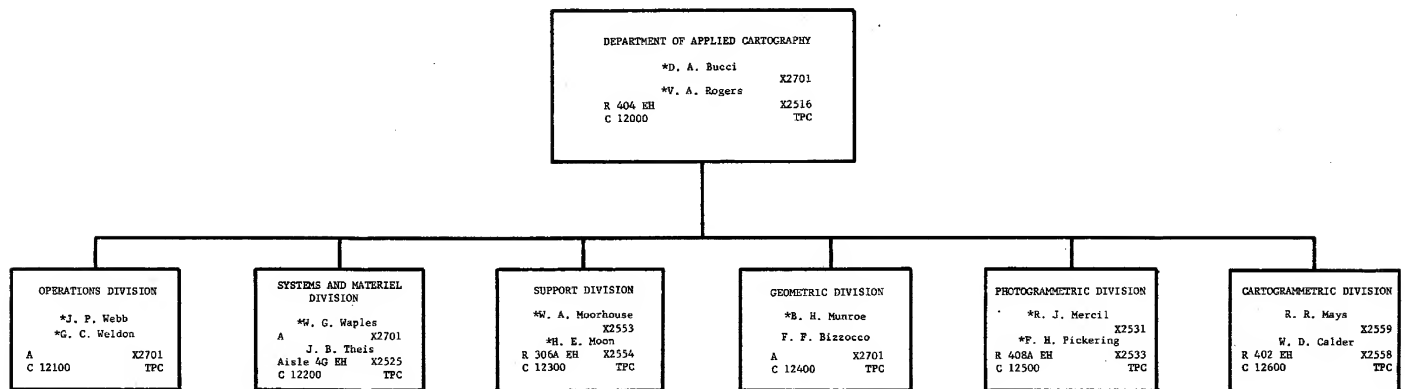 DEPARTMENT OF APPLIED CARTOGRAPHY
*D. A. Bucci
X2701
*V. A. Rogers
R 404 EH X2516
C 12000 TPC
OPERATIONS DIVISION
*J. P. Webb
*G. C. Weldon
A X2701
C 12100 TPC
SYSTEMS AND MATERIEL
DIVISION
*W. G. Waples
A X2701
J. B. Theis
Aisle 4G EH X2525
C 12200 TPC
SUPPORT DIVISION
*W. A. Moorhouse
X2553
*H. E. Moon
R 306A EH X2554
C 12300 TPC
GEOMETRIC DIVISION
*B. H. Munroe
F. F. Bizzocco
A X2701
C 12400 TPC
PHOTOGRAMMETRIC DIVISION
*R. J. Mercil
X2531
*F. H. Pickering
R 408A EH X2533
C 12500 TPC
CARTOGRAMMETRIC DIVISION
R. R. Mays
X2559
W. D. Calder
R 402 EH X2558
C 12600 TPC